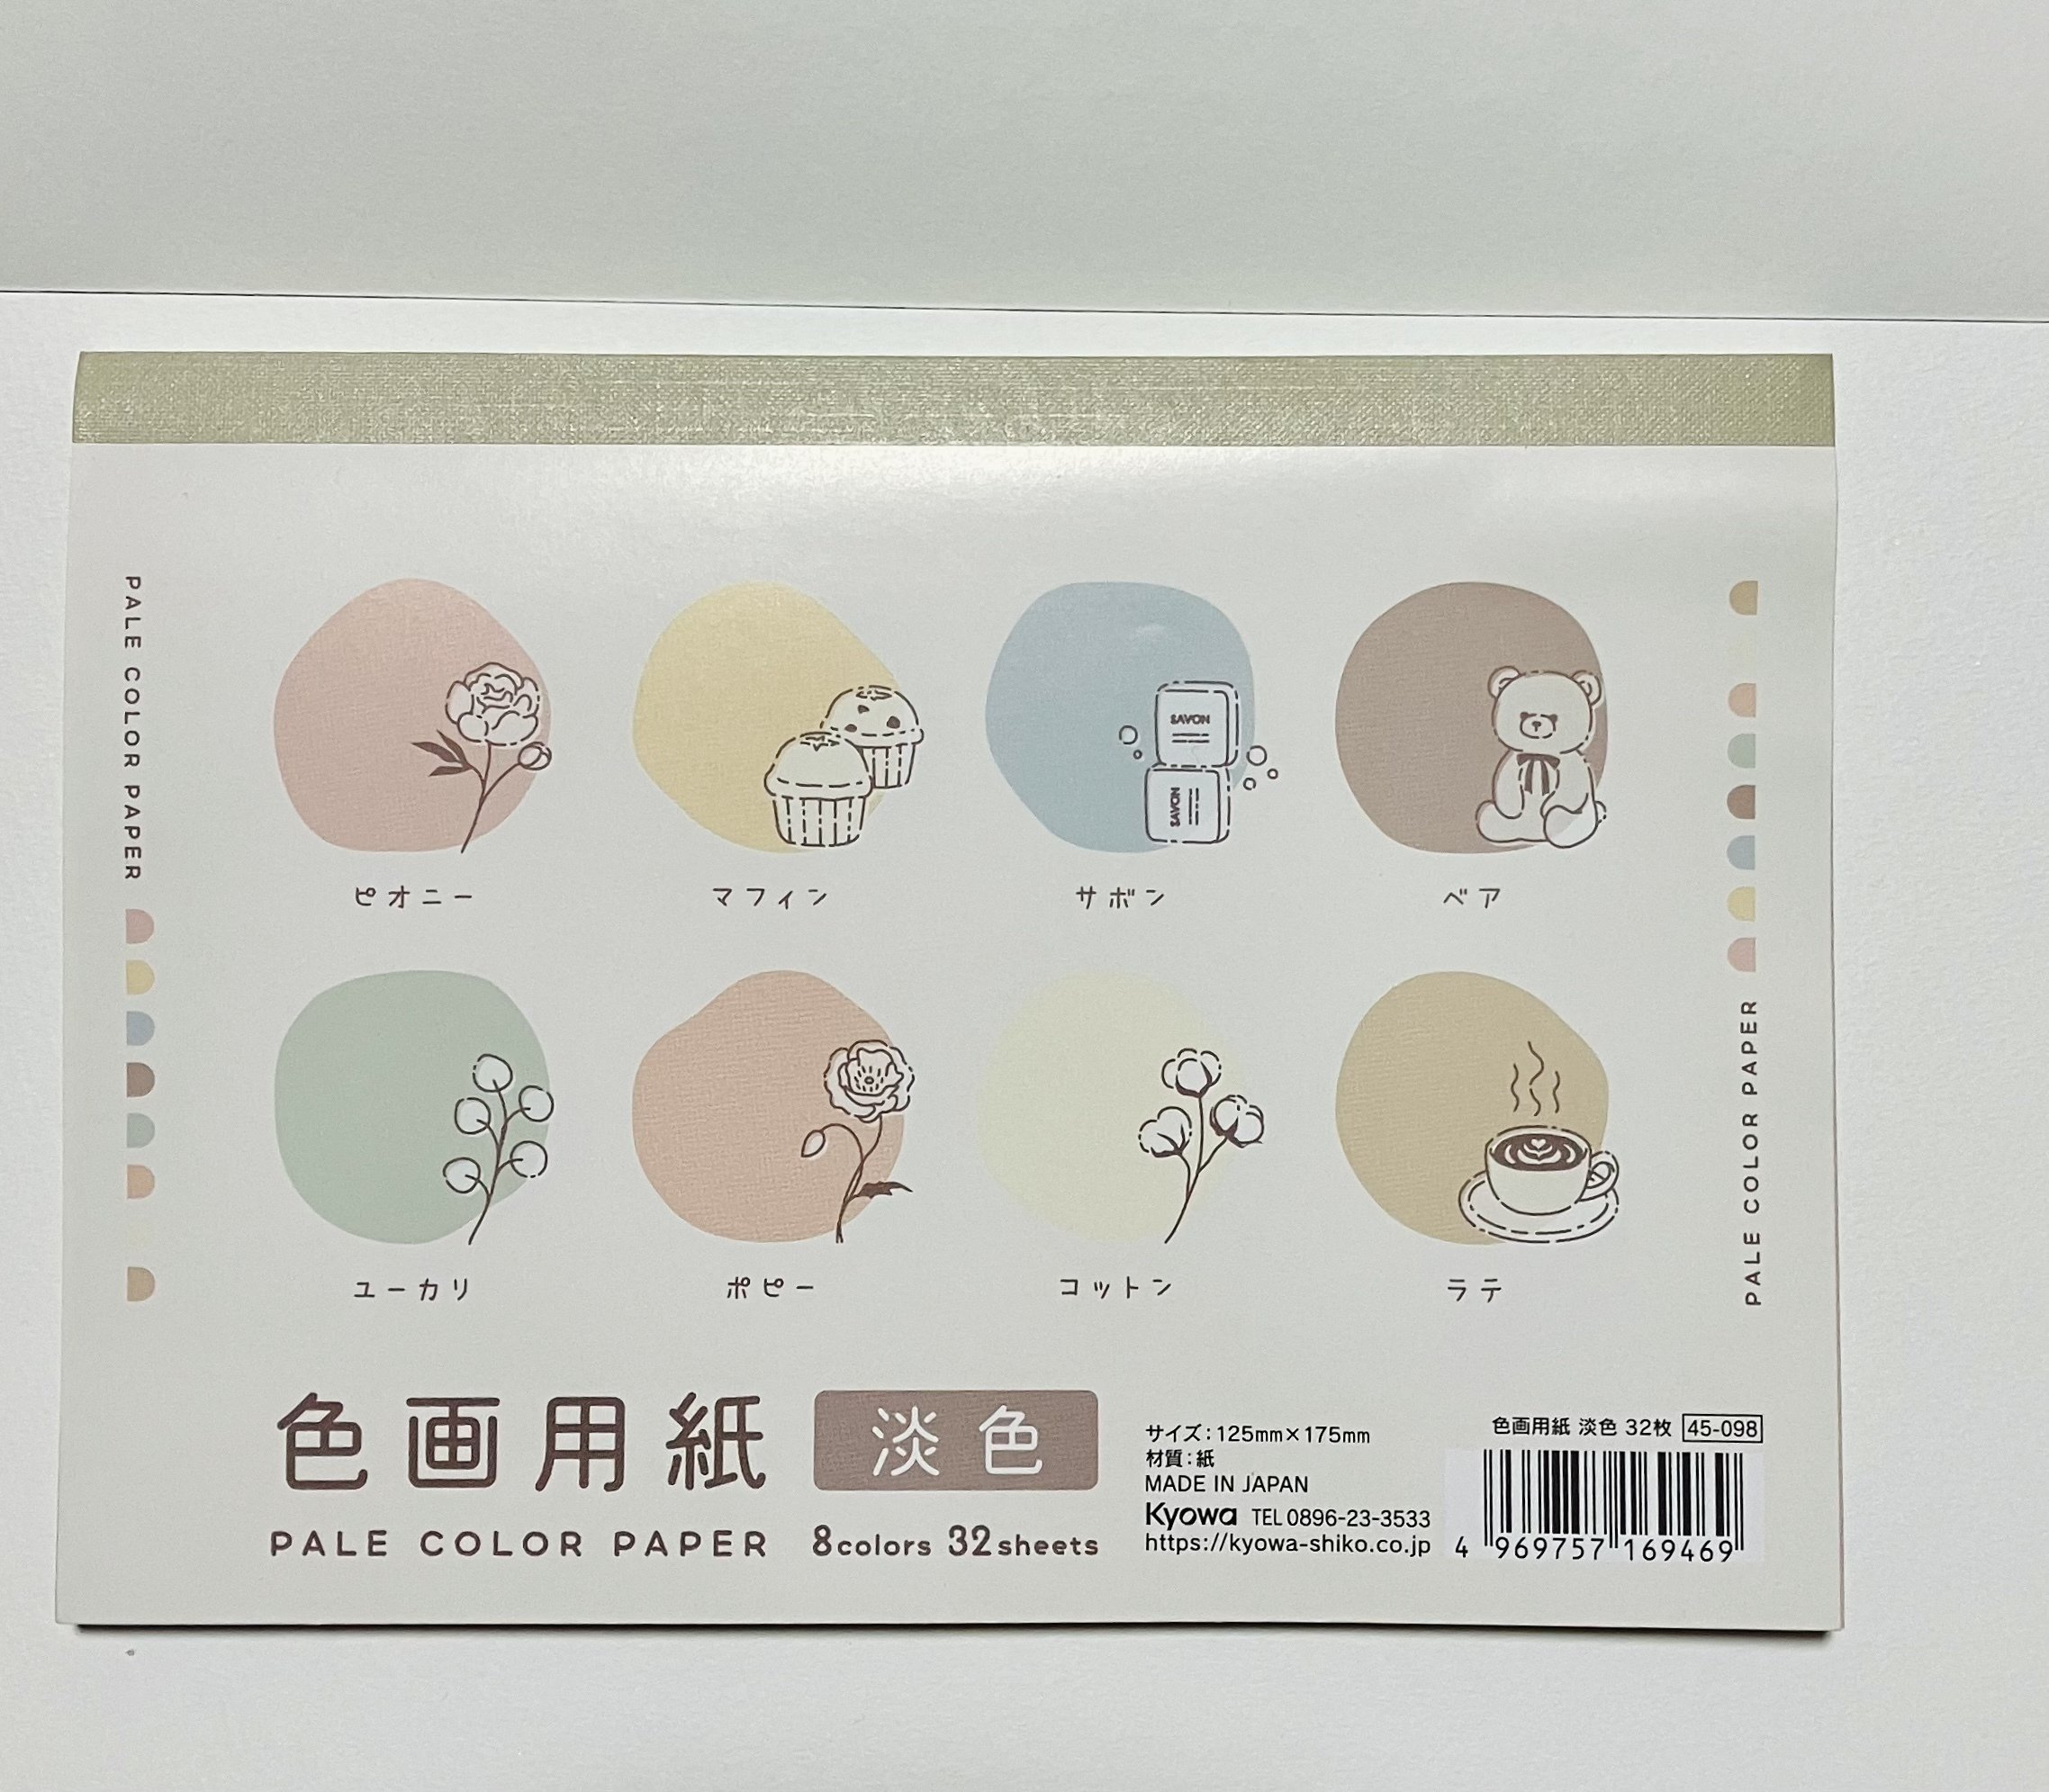 PALE COLOR PAPER
ピオニー
マフィン
SAVON
SAVON
サボン
ベア
ユーカリ
ポピー
コットン
ラテ
PALE COLOR PAPER
色画用紙 淡色
PALE COLOR PAPER 8colors 32sheets
サイズ:125mm×175mm
材質:紙
MADE IN JAPAN
Kyowa TEL 0896-23-3533
https://kyowa-shiko.co.jp
色画用紙 淡色 32枚 45-098
4 969757 169469